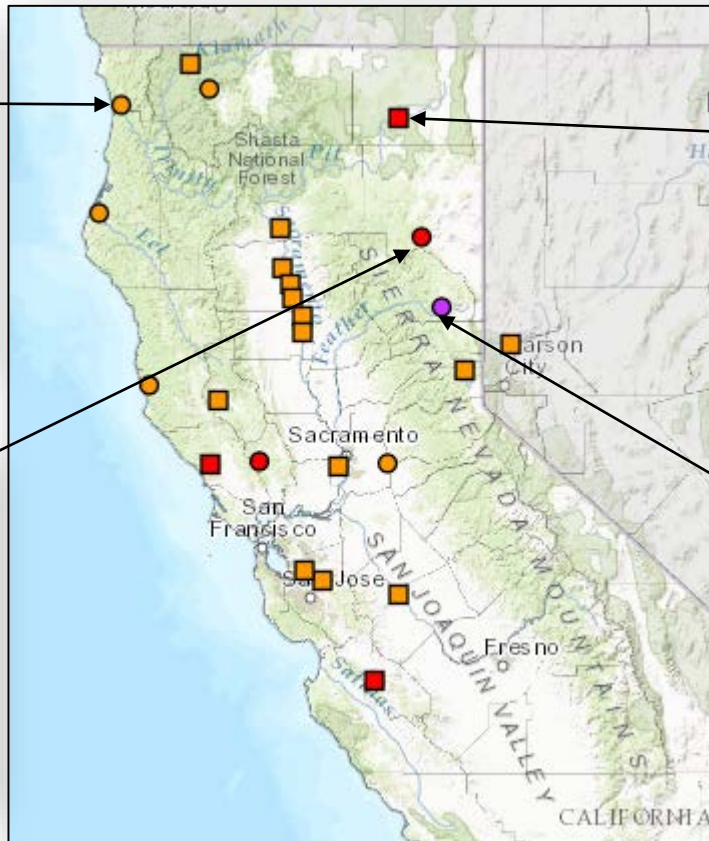 Klamath
Trinity
Shasta
National
Forest
Pit
Eel
Feather
SIERRA NEVADA MOUNTAINS
Carson
City
Sacramento
San
Francisco
San Jose
SAN JOAQUIN VALLEY
Fresno
Salinas
CALIFORNIA